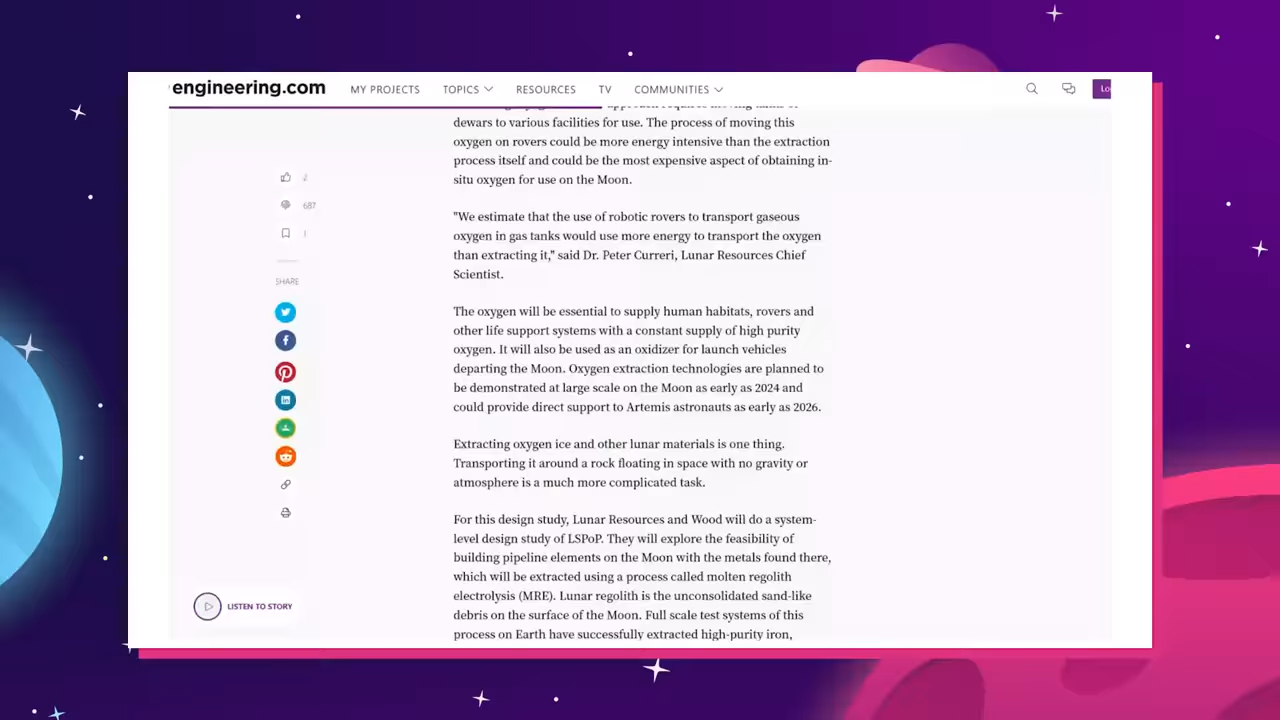 engineering.com
MY PROJECTS TOPICS RESOURCES TV COMMUNITIES
dewars to various facilities for use. The process of moving this
oxygen on rovers could be more energy intensive than the extraction
process itself and could be the most expensive aspect of obtaining in-
situ oxygen for use on the Moon.
687
"We estimate that the use of robotic rovers to transport gaseous
oxygen in gas tanks would use more energy to transport the oxygen
than extracting it," said Dr. Peter Curreri, Lunar Resources Chief
Scientist.
SHARE
The oxygen will be essential to supply human habitats, rovers and
other life support systems with a constant supply of high purity
oxygen. It will also be used as an oxidizer for launch vehicles
departing the Moon. Oxygen extraction technologies are planned to
be demonstrated at large scale on the Moon as early as 2024 and
could provide direct support to Artemis astronauts as early as 2026.
Extracting oxygen ice and other lunar materials is one thing.
Transporting it around a rock floating in space with no gravity or
atmosphere is a much more complicated task.
For this design study, Lunar Resources and Wood will do a system-
level design study of LSPoP. They will explore the feasibility of
building pipeline elements on the Moon with the metals found there,
which will be extracted using a process called molten regolith
electrolysis (MRE). Lunar regolith is the unconsolidated sand-like
debris on the surface of the Moon. Full scale test systems of this
process on Earth have successfully extracted high-purity iron,
LISTEN TO STORY